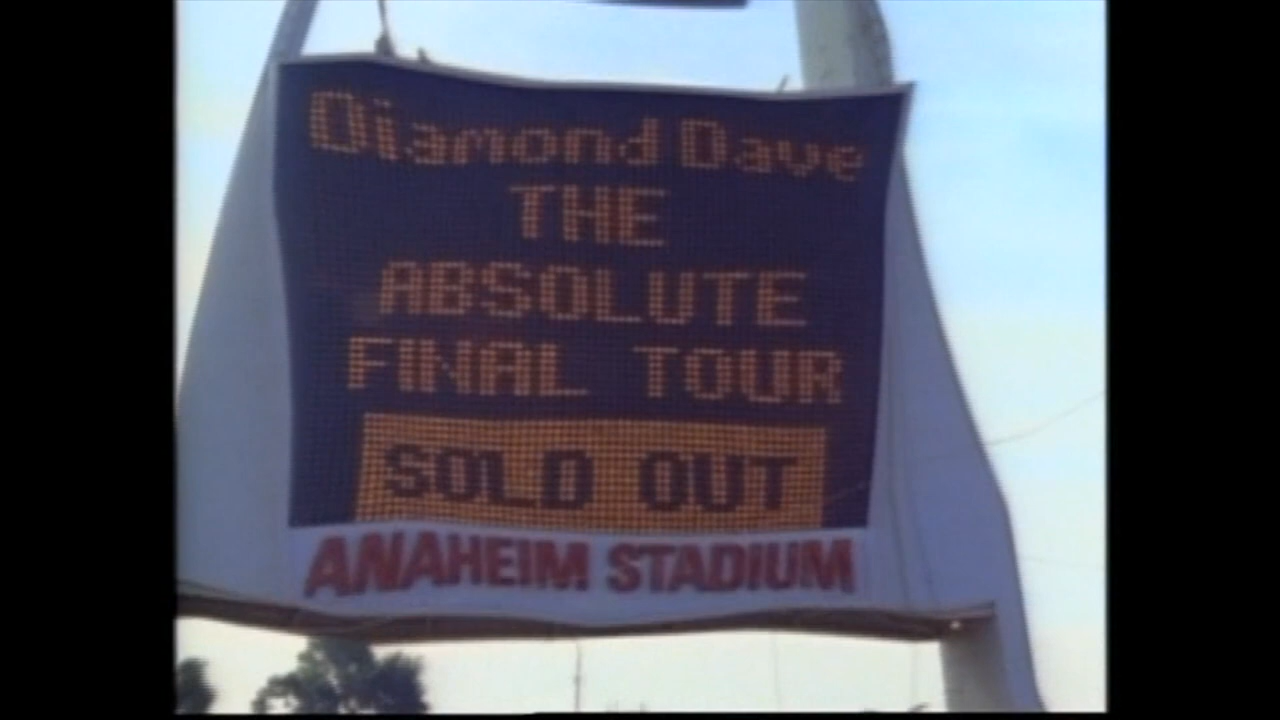 Diamond Dave
THE
ABSOLUTE
FINAL TOUR
SOLD OUT
ANAHEIM STADIUM